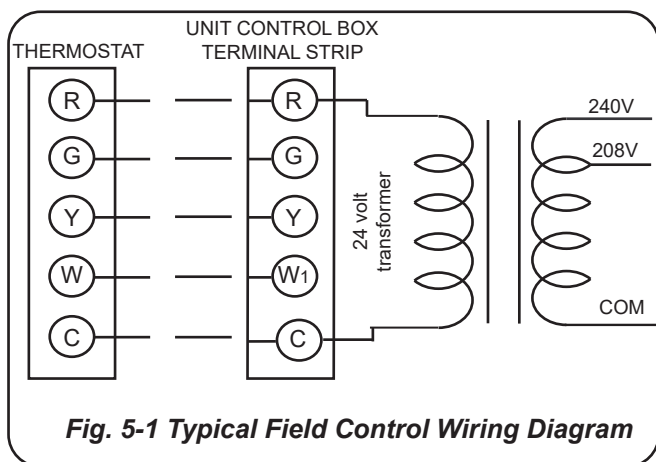 UNIT CONTROL BOX
THERMOSTAT TERMINAL STRIP
R R
240V
G G
208V
Y Y
24 volt
transformer
W W1
COM
C C
Fig. 5-1 Typical Field Control Wiring Diagram